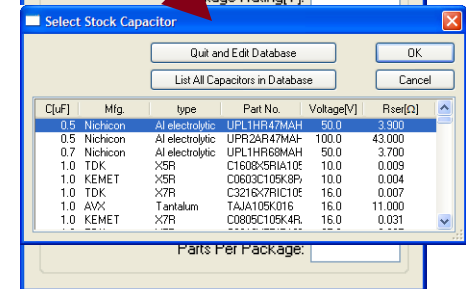 Rating[V]:
Select Stock Capacitor
Quit and Edit Database
OK
List All Capacitors in Database
Cancel
C[uF] Mfg. type Part No. Voltage[V] Rser[Ω]
0.5 Nichicon Al electrolytic UPL1HR47MAH 50.0 3.900
0.5 Nichicon Al electrolytic UPR2AR47MAH 100.0 43.000
0.7 Nichicon Al electrolytic UPL1HR68MAH 50.0 3.700
1.0 TDK X5R C1608X5RIA105 10.0 0.009
1.0 KEMET X5R C0603C105K8P 10.0 0.004
1.0 TDK X7R C3216X7RIC105 16.0 0.007
1.0 AVX Tantalum TAJA105K016 16.0 11.000
1.0 KEMET X7R C0805C105K4R. 16.0 0.031
Parts Per Package: